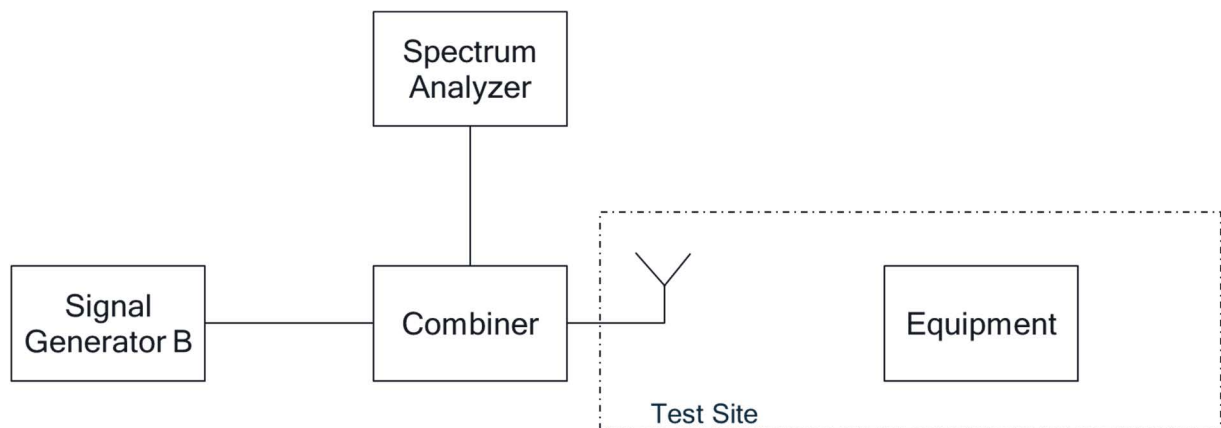 Spectrum
Analyzer
Signal
Generator B
Combiner
Equipment
Test Site